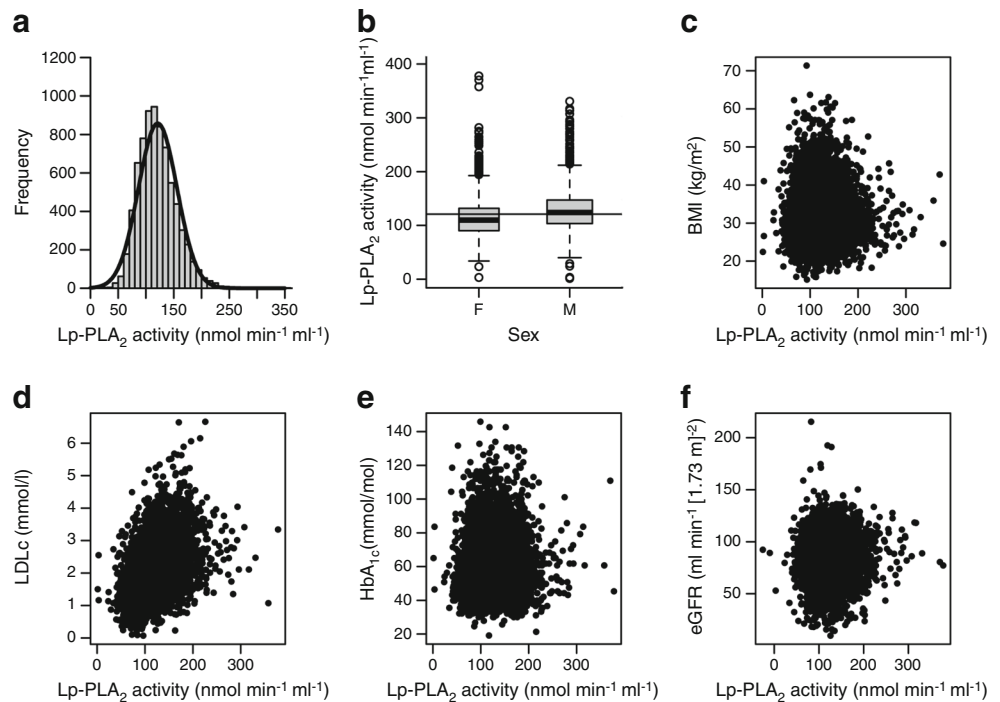 a
1200
1000
800
600
400
200
0
Frequency
0 50 150 250 350
Lp-PLA₂ activity (nmol min⁻¹ ml⁻¹)
b
400
300
200
100
0
Lp-PLA₂ activity (nmol min⁻¹ml⁻¹)
F M
Sex
c
70
60
50
40
30
20
BMI (kg/m²)
0 100 200 300
Lp-PLA₂ activity (nmol min⁻¹ ml⁻¹)
d
6
5
4
3
2
1
0
LDLc (mmol/l)
0 100 200 300
Lp-PLA₂ activity (nmol min⁻¹ ml⁻¹)
e
140
120
100
80
60
40
20
HbA₁c(mmol/mol)
0 100 200 300
Lp-PLA₂ activity (nmol min⁻¹ ml⁻¹)
f
200
150
100
50
eGFR (ml min⁻¹ [1.73 m]⁻²)
0 100 200 300
Lp-PLA₂ activity (nmol min⁻¹ ml⁻¹)